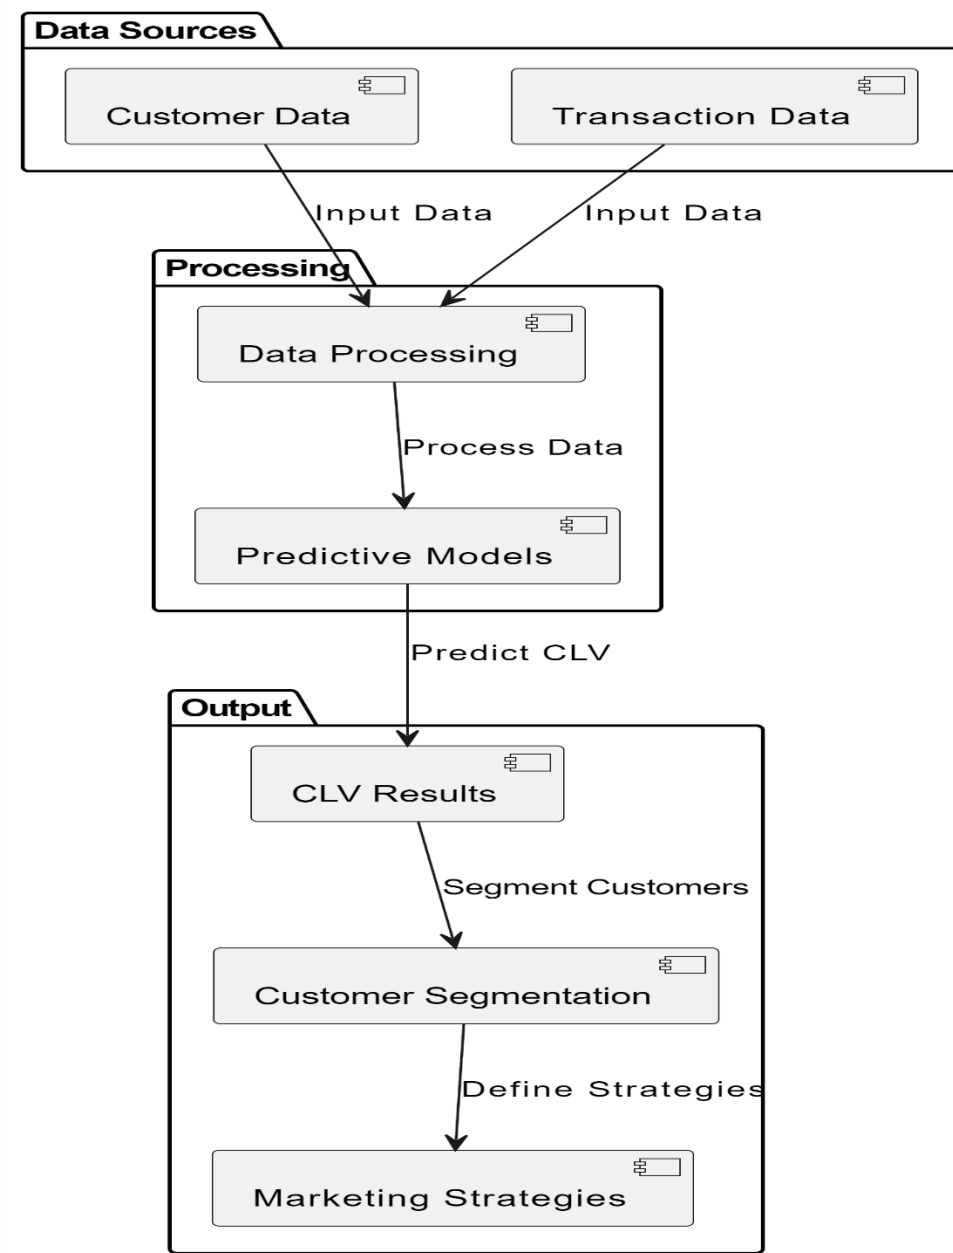 Data Sources
Customer Data
Transaction Data
Input Data
Input Data
Processing
Data Processing
Process Data
Predictive Models
Predict CLV
Output
CLV Results
Segment Customers
Customer Segmentation
Define Strategies
Marketing Strategies